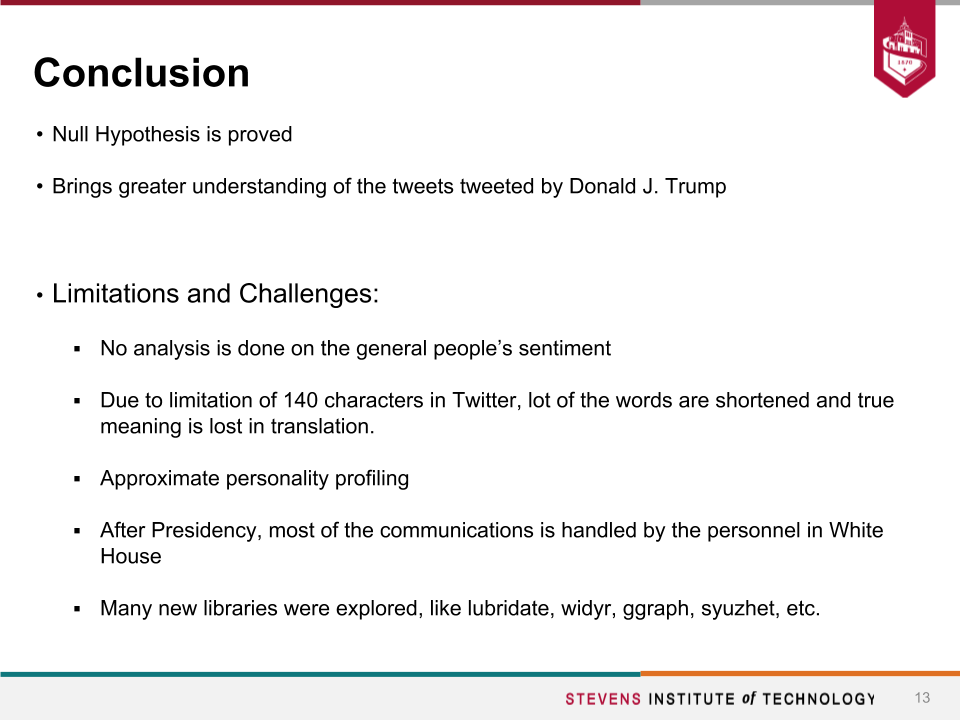 1870
Conclusion
• Null Hypothesis is proved
• Brings greater understanding of the tweets tweeted by Donald J. Trump
• Limitations and Challenges:
▪ No analysis is done on the general people’s sentiment
▪ Due to limitation of 140 characters in Twitter, lot of the words are shortened and true
meaning is lost in translation.
▪ Approximate personality profiling
▪ After Presidency, most of the communications is handled by the personnel in White
House
▪ Many new libraries were explored, like lubridate, widyr, ggraph, syuzhet, etc.
STEVENS INSTITUTE of TECHNOLOGY
13